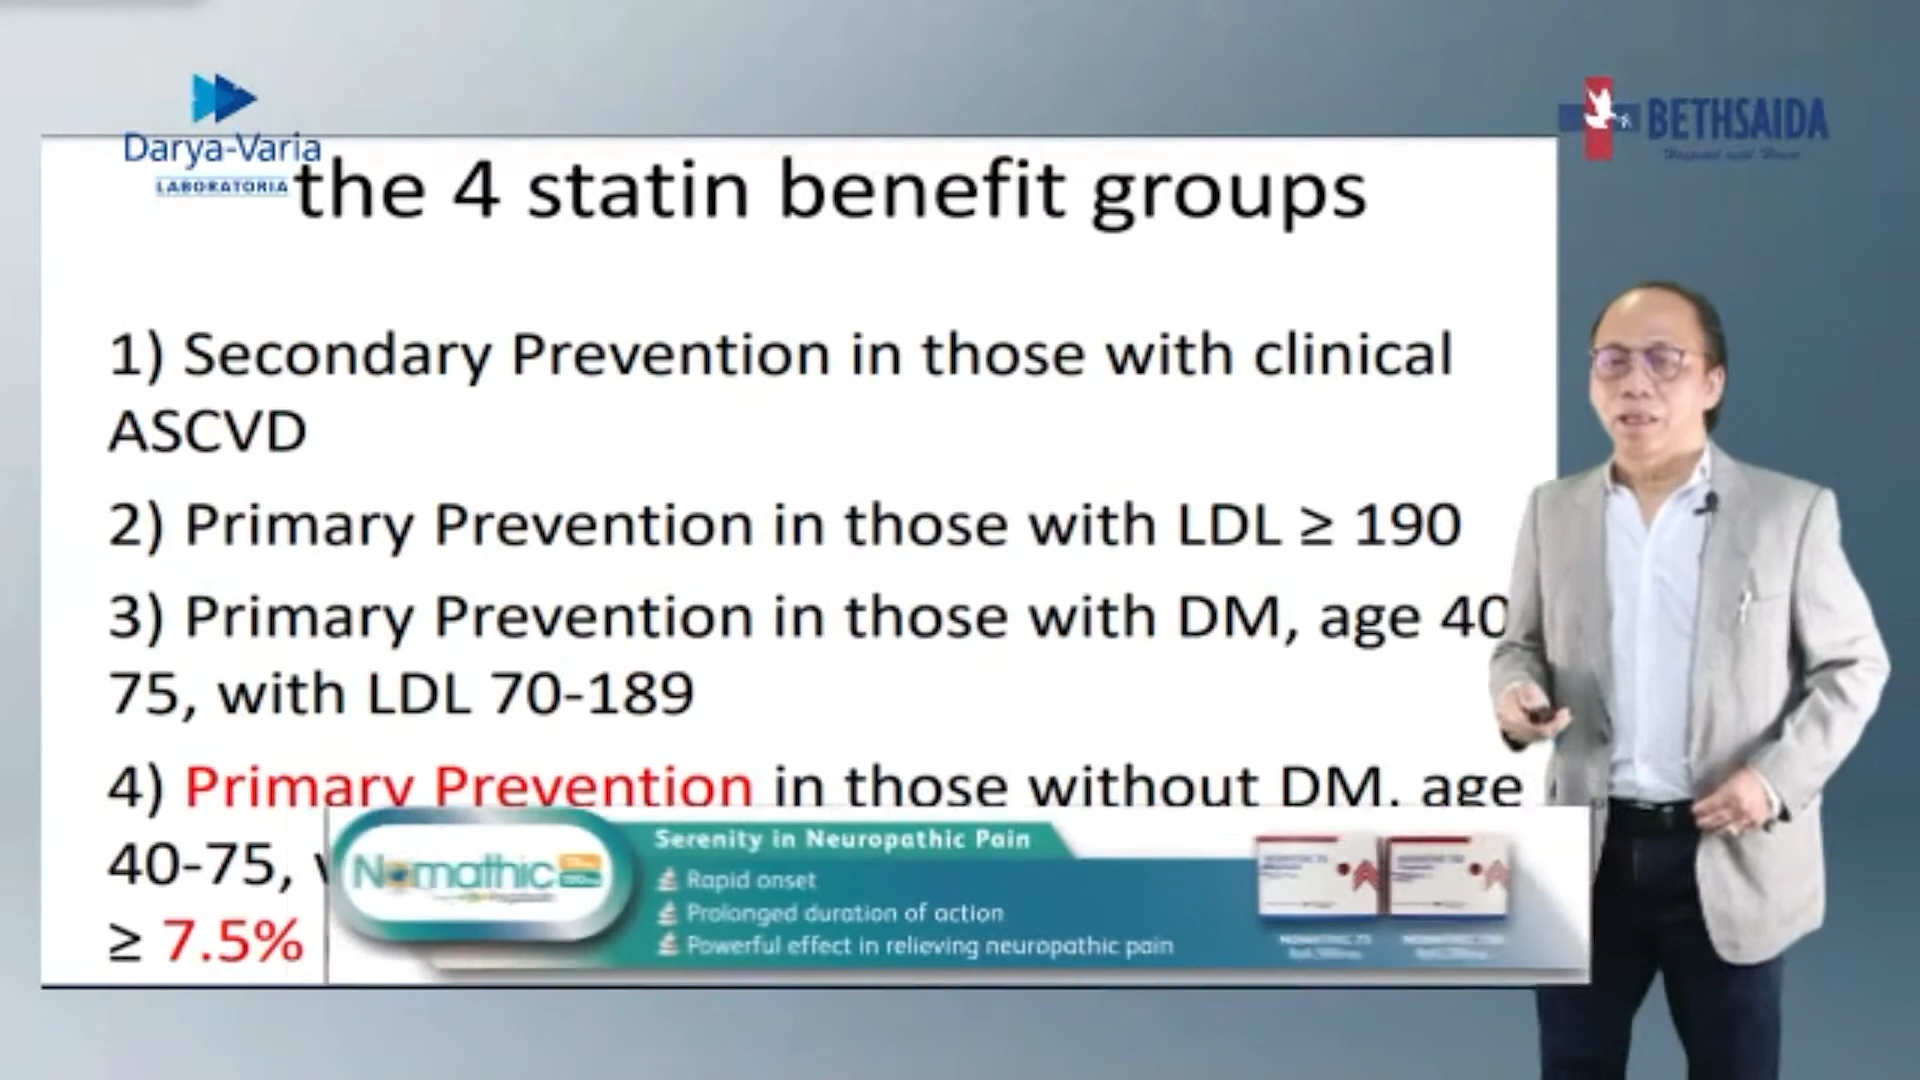 Darya-Varia
LABORATORIA
BETHSAIDA
Hospital with Heart
the 4 statin benefit groups
1) Secondary Prevention in those with clinical
ASCVD
2) Primary Prevention in those with LDL ≥ 190
3) Primary Prevention in those with DM, age 40
75, with LDL 70-189
4) Primary Prevention in those without DM, age
40-75,
≥ 7.5%
Nomathic
Serenity in Neuropathic Pain
Rapid onset
Prolonged duration of action
Powerful effect in relieving neuropathic pain